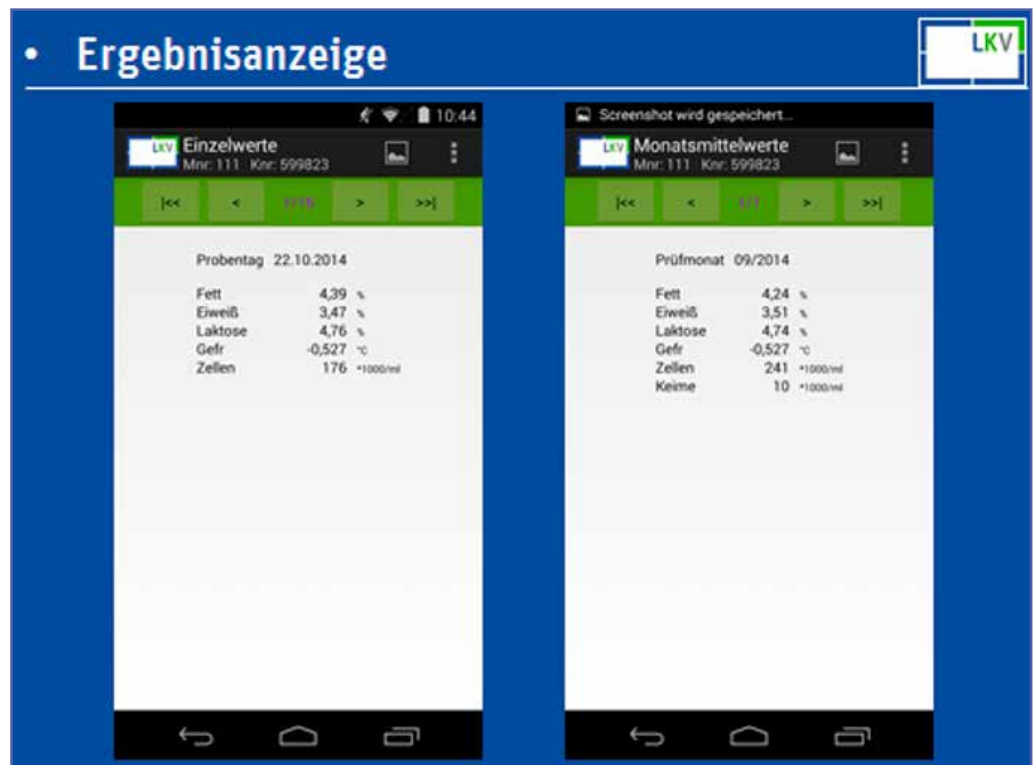 • Ergebnisanzeige
LKV
10:44
LKV Einzelwerte
Mnr: 111 Knr: 599823
|<< < > >>|
Probentag 22.10.2014
Fett 4,39 %
Eiweiß 3,47 %
Laktose 4,76 %
Gefr -0,527 °C
Zellen 176 *1000/ml
Screenshot wird gespeichert...
LKV Monatsmittelwerte
Mnr: 111 Knr: 599823
|<< < > >>|
Prüfmonat 09/2014
Fett 4,24 %
Eiweiß 3,51 %
Laktose 4,74 %
Gefr -0,527 °C
Zellen 241 *1000/ml
Keime 10 *1000/ml